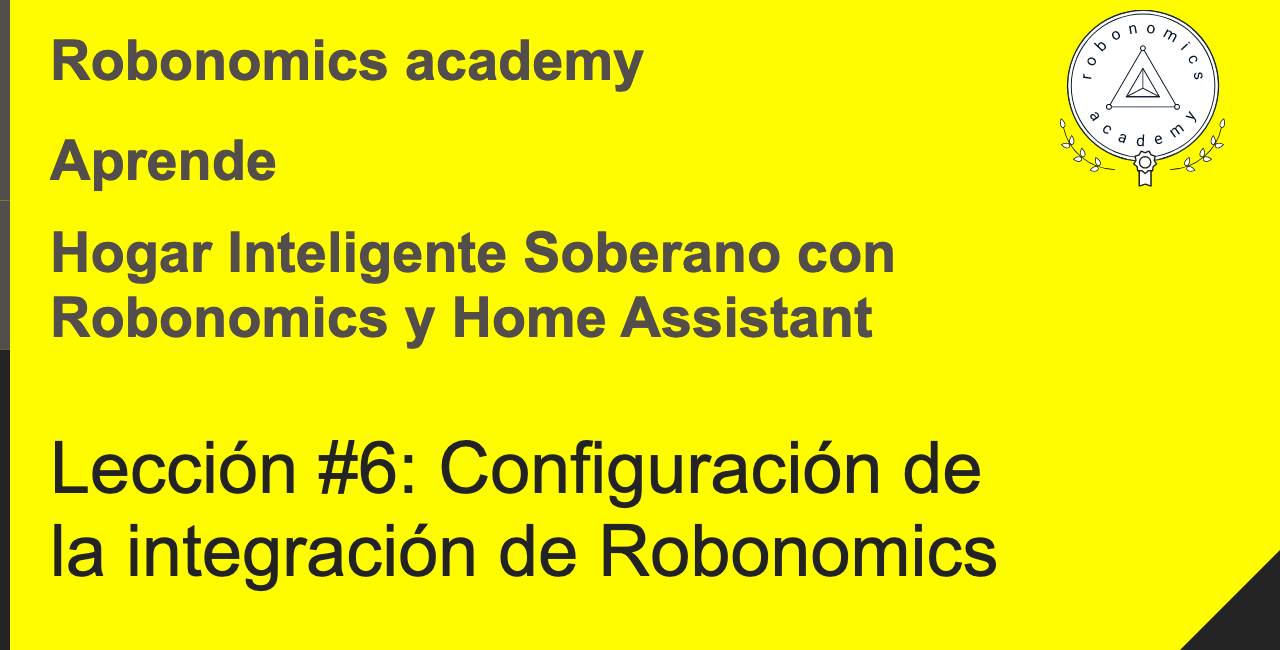 Robonomics academy
robonomics
academy
Aprende
Hogar Inteligente Soberano con
Robonomics y Home Assistant
Lección #6: Configuración de
la integración de Robonomics